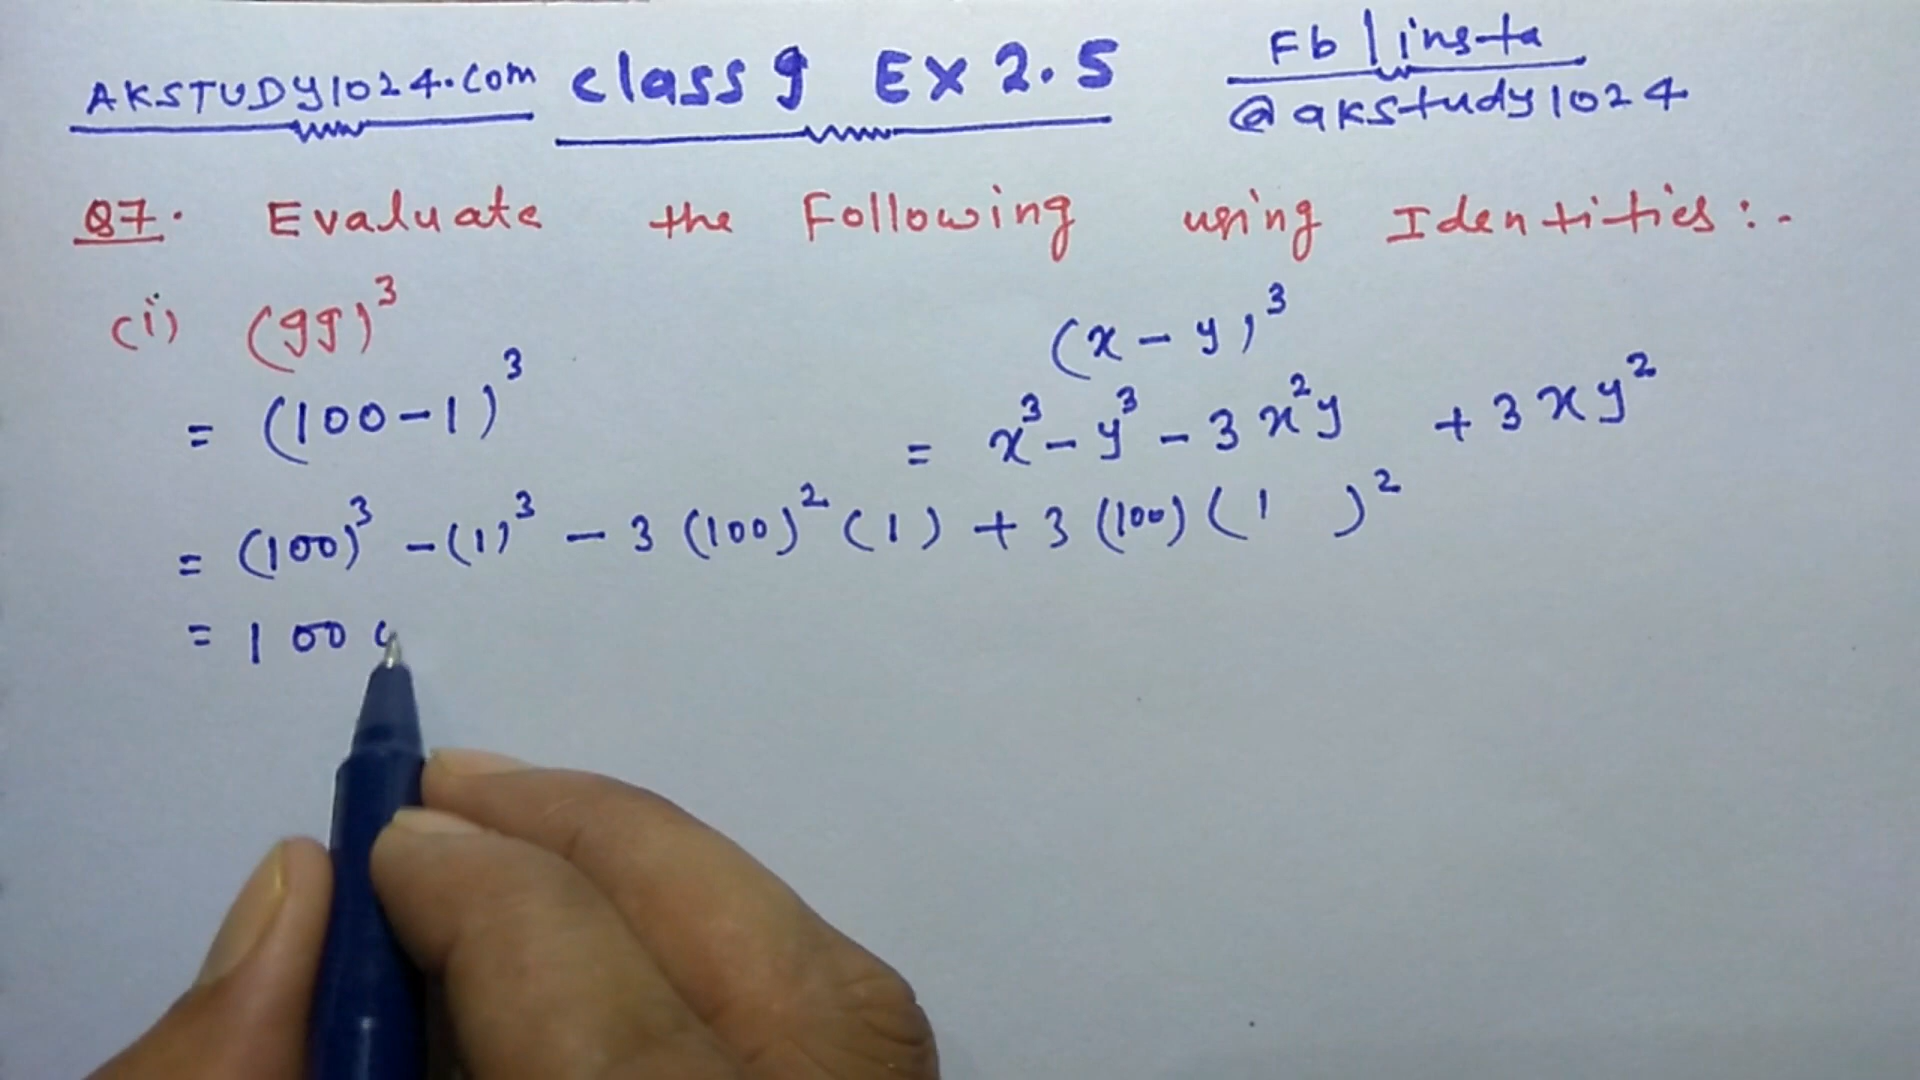 AKSTUDY1024.com class 9 Ex 2.5 Fb | insta
@akstudy1024
Q7. Evaluate the Following using Identities:-
(i) (99)³
= (100-1)³
(x - y)³
= x³ - y³ - 3x²y + 3xy²
= (100)³ - (1)³ - 3(100)²(1) + 3(100)(1 )²
= 1000